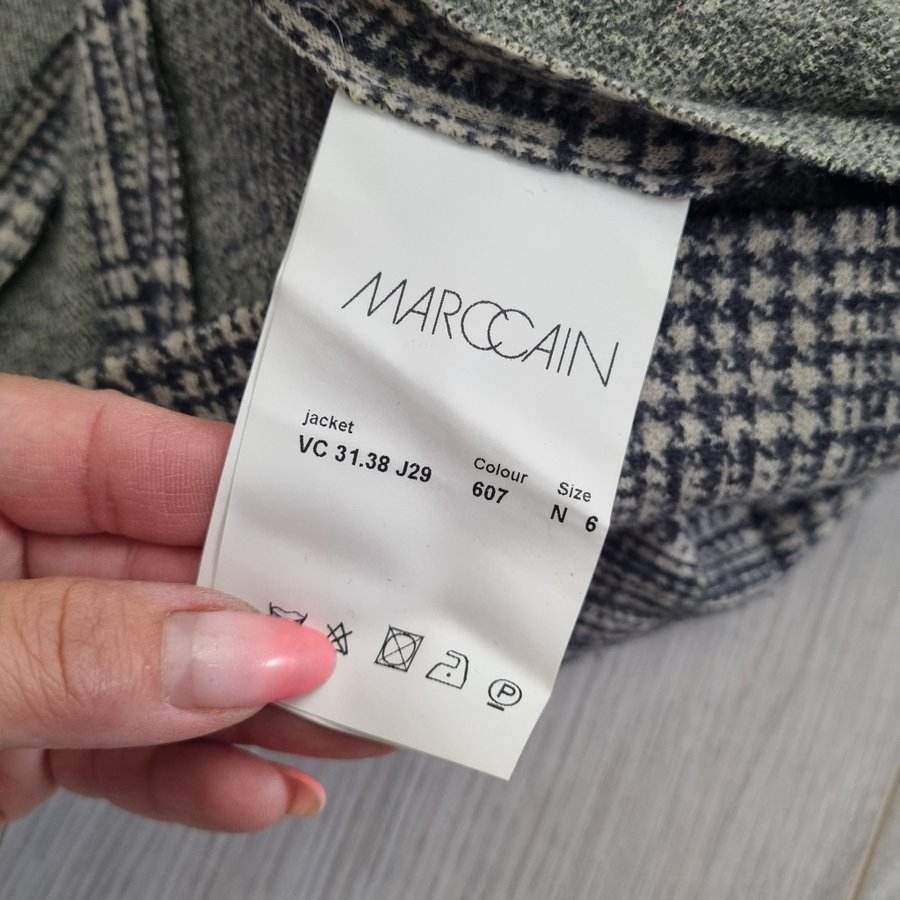 MARCCAIN
jacket
VC 31.38 J29
Colour
607
Size
N 6
P